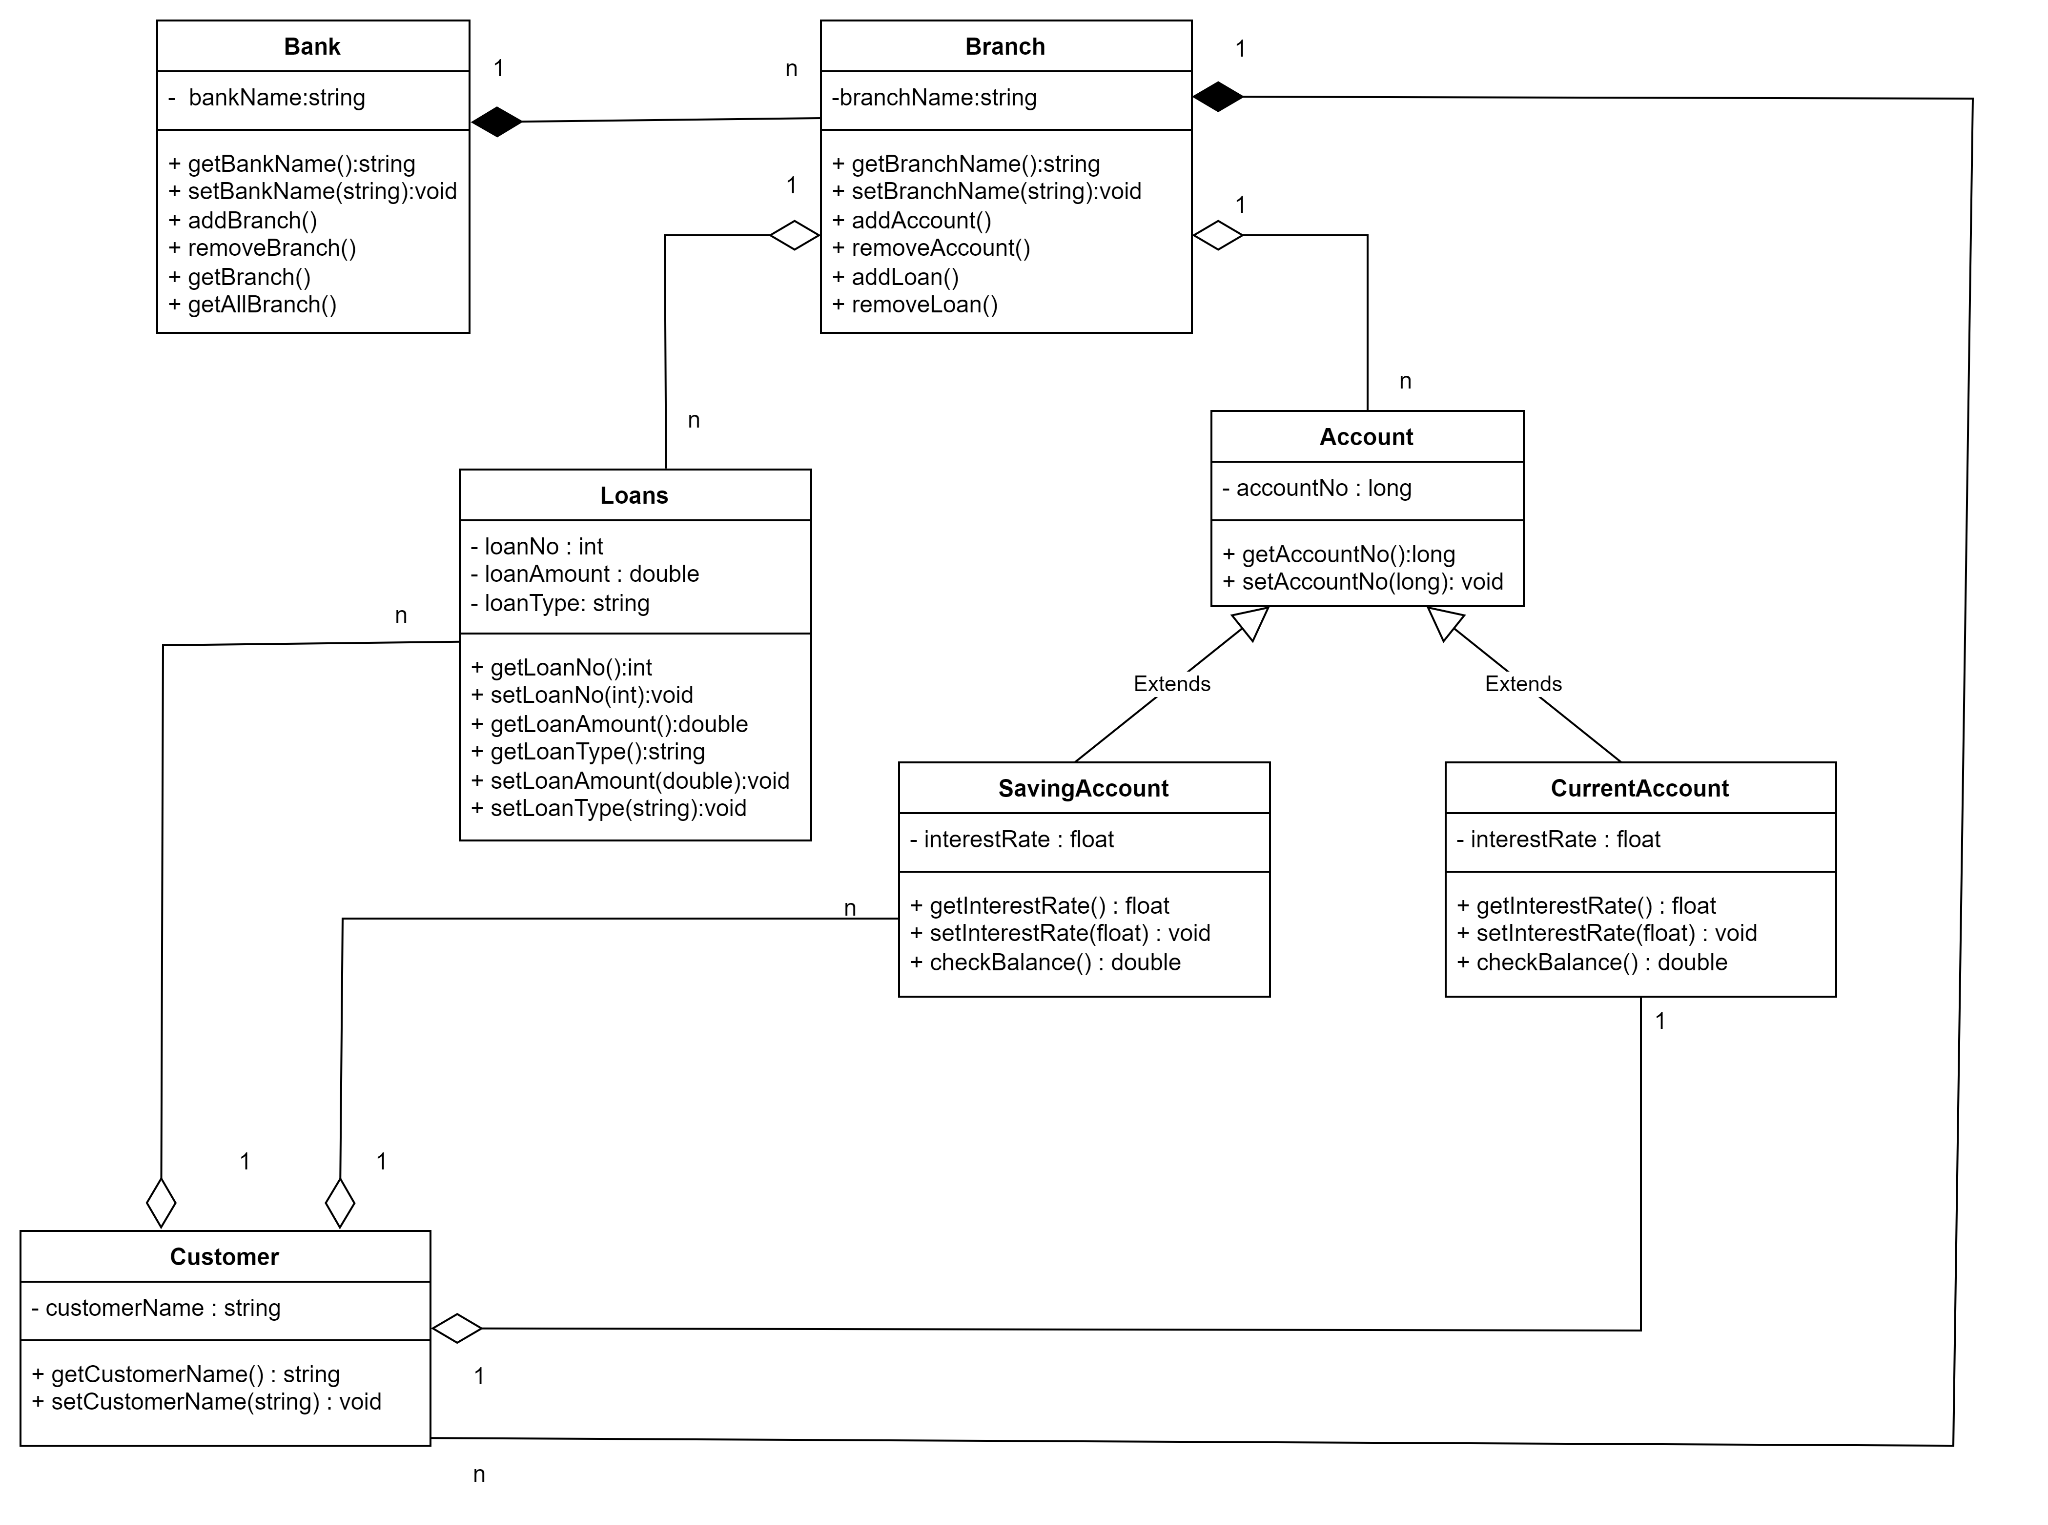 Bank
-  bankName:string
+ getBankName():string
+ setBankName(string):void
+ addBranch()
+ removeBranch()
+ getBranch()
+ getAllBranch()
1
n
Branch
-branchName:string
+ getBranchName():string
+ setBranchName(string):void
+ addAccount()
+ removeAccount()
+ addLoan()
+ removeLoan()
1
1
1
n
n
Account
- accountNo : long
+ getAccountNo():long
+ setAccountNo(long): void
Loans
- loanNo : int
- loanAmount : double
- loanType: string
+ getLoanNo():int
+ setLoanNo(int):void
+ getLoanAmount():double
+ getLoanType():string
+ setLoanAmount(double):void
+ setLoanType(string):void
n
Extends
Extends
SavingAccount
- interestRate : float
+ getInterestRate() : float
+ setInterestRate(float) : void
+ checkBalance() : double
n
CurrentAccount
- interestRate : float
+ getInterestRate() : float
+ setInterestRate(float) : void
+ checkBalance() : double
1
1
1
Customer
- customerName : string
+ getCustomerName() : string
+ setCustomerName(string) : void
1
n